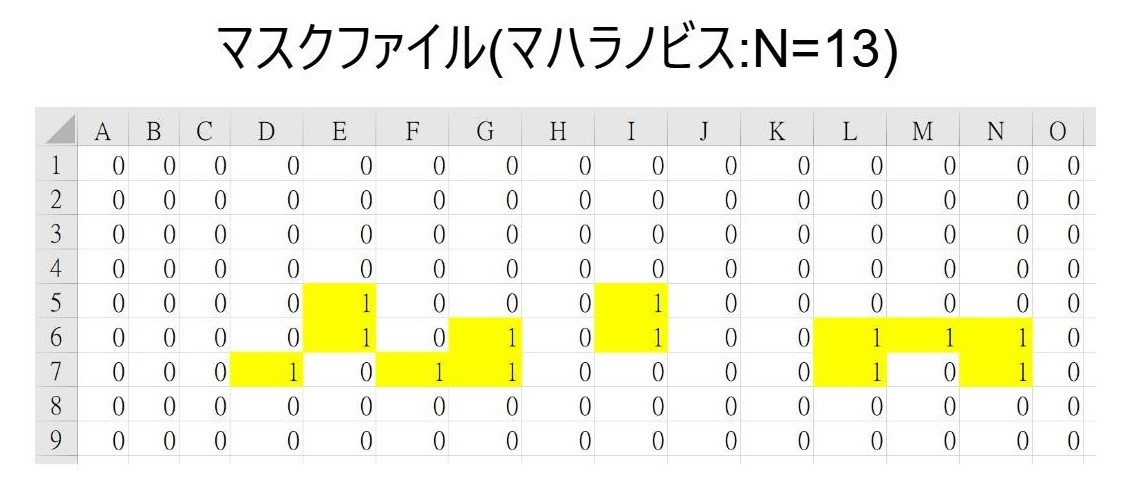 マスクファイル(マハラノビス:N=13)
A B C D E F G H I J K L M N O
1 0 0 0 0 0 0 0 0 0 0 0 0 0 0 0
2 0 0 0 0 0 0 0 0 0 0 0 0 0 0 0
3 0 0 0 0 0 0 0 0 0 0 0 0 0 0 0
4 0 0 0 0 0 0 0 0 0 0 0 0 0 0 0
5 0 0 0 0 1 0 0 0 1 0 0 0 0 0 0
6 0 0 0 0 1 0 1 0 1 0 0 1 1 1 0
7 0 0 0 1 0 1 1 0 0 0 0 1 0 1 0
8 0 0 0 0 0 0 0 0 0 0 0 0 0 0 0
9 0 0 0 0 0 0 0 0 0 0 0 0 0 0 0